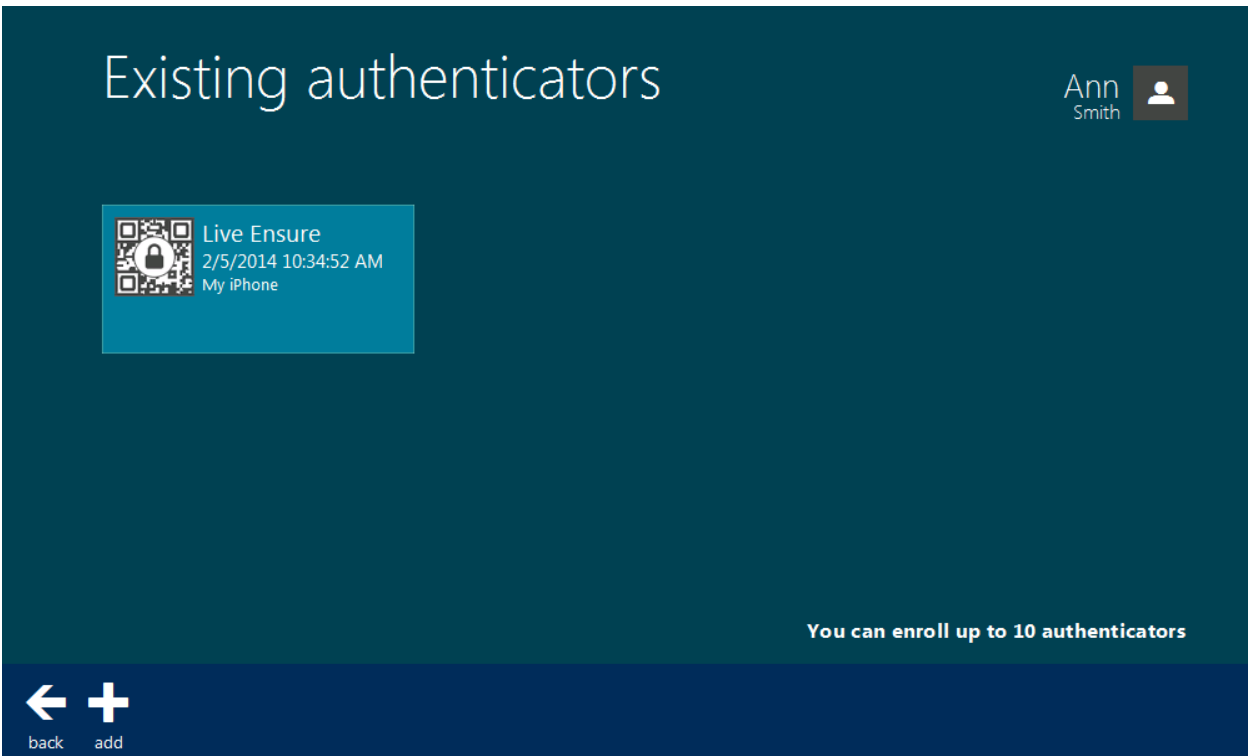 Existing authenticators
Ann
Smith
Live Ensure
2/5/2014 10:34:52 AM
My iPhone
You can enroll up to 10 authenticators
back
add